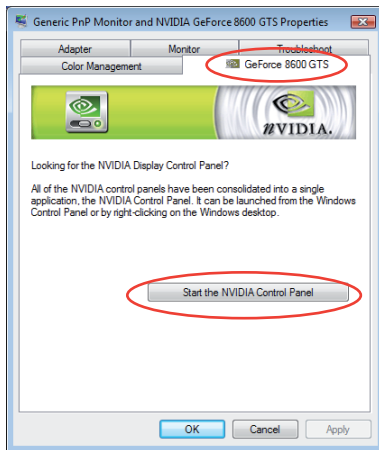 Generic PnP Monitor and NVIDIA GeForce 8600 GTS Properties
Adapter
Monitor
Troubleshoot
Color Management
GeForce 8600 GTS
NVIDIA.
Looking for the NVIDIA Display Control Panel?
All of the NVIDIA control panels have been consolidated into a single
application, the NVIDIA Control Panel. It can be launched from the Windows
Control Panel or by right-clicking on the Windows desktop.
Start the NVIDIA Control Panel
OK
Cancel
Apply